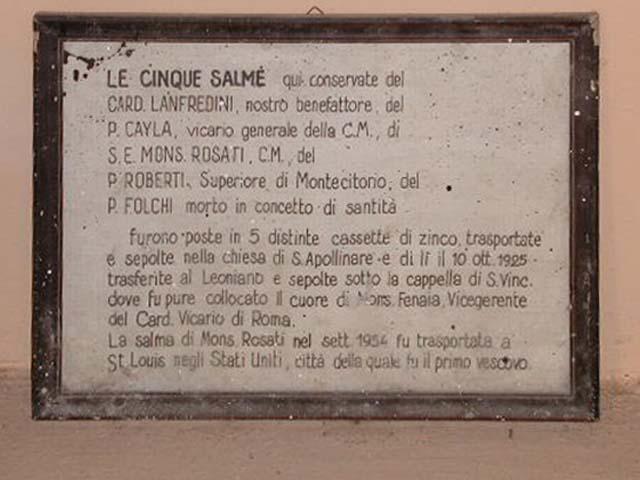 LE CINQUE SALME qui conservate del
CARD. LANFREDINI, nostro benefattore, del
P. CAYLA, vicario generale della C.M., di
S.E. MONS. ROSATI, C.M., del
P. ROBERTI, Superiore di Montecitorio, del
P. FOLCHI morto in concetto di santità
furono poste in 5 distinte cassette di zinco, trasportate
e sepolte nella chiesa di S. Apollinare e di lì il 10 ott. 1925
trasferite al Leoniano e sepolte sotto la cappella di S. Vinc.
dove fu pure collocato il cuore di Mons. Fenaia, Vicegerente
del Card. Vicario di Roma.
La salma di Mons. Rosati nel sett. 1954 fu trasportata a
St. Louis negli Stati Uniti, città della quale fu il primo vescovo.